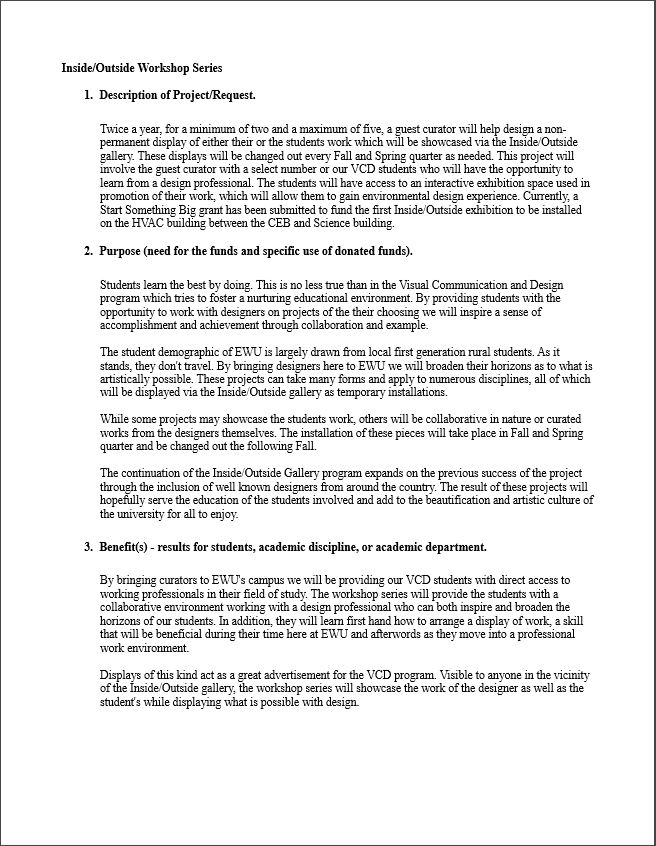 Inside/Outside Workshop Series
1. Description of Project/Request.
Twice a year, for a minimum of two and a maximum of five, a guest curator will help design a non-
permanent display of either their or the students work which will be showcased via the Inside/Outside
gallery. These displays will be changed out every Fall and Spring quarter as needed. This project will
involve the guest curator with a select number or our VCD students who will have the opportunity to
learn from a design professional. The students will have access to an interactive exhibition space used in
promotion of their work, which will allow them to gain environmental design experience. Currently, a
Start Something Big grant has been submitted to fund the first Inside/Outside exhibition to be installed
on the HVAC building between the CEB and Science building.
2. Purpose (need for the funds and specific use of donated funds).
Students learn the best by doing. This is no less true than in the Visual Communication and Design
program which tries to foster a nurturing educational environment. By providing students with the
opportunity to work with designers on projects of the their choosing we will inspire a sense of
accomplishment and achievement through collaboration and example.
The student demographic of EWU is largely drawn from local first generation rural students. As it
stands, they don't travel. By bringing designers here to EWU we will broaden their horizons as to what is
artistically possible. These projects can take many forms and apply to numerous disciplines, all of which
will be displayed via the Inside/Outside gallery as temporary installations.
While some projects may showcase the students work, others will be collaborative in nature or curated
works from the designers themselves. The installation of these pieces will take place in Fall and Spring
quarter and be changed out the following Fall.
The continuation of the Inside/Outside Gallery program expands on the previous success of the project
through the inclusion of well known designers from around the country. The result of these projects will
hopefully serve the education of the students involved and add to the beautification and artistic culture of
the university for all to enjoy.
3. Benefit(s) - results for students, academic discipline, or academic department.
By bringing curators to EWU's campus we will be providing our VCD students with direct access to
working professionals in their field of study. The workshop series will provide the students with a
collaborative environment working with a design professional who can both inspire and broaden the
horizons of our students. In addition, they will learn first hand how to arrange a display of work, a skill
that will be beneficial during their time here at EWU and afterwords as they move into a professional
work environment.
Displays of this kind act as a great advertisement for the VCD program. Visible to anyone in the vicinity
of the Inside/Outside gallery, the workshop series will showcase the work of the designer as well as the
student's while displaying what is possible with design.